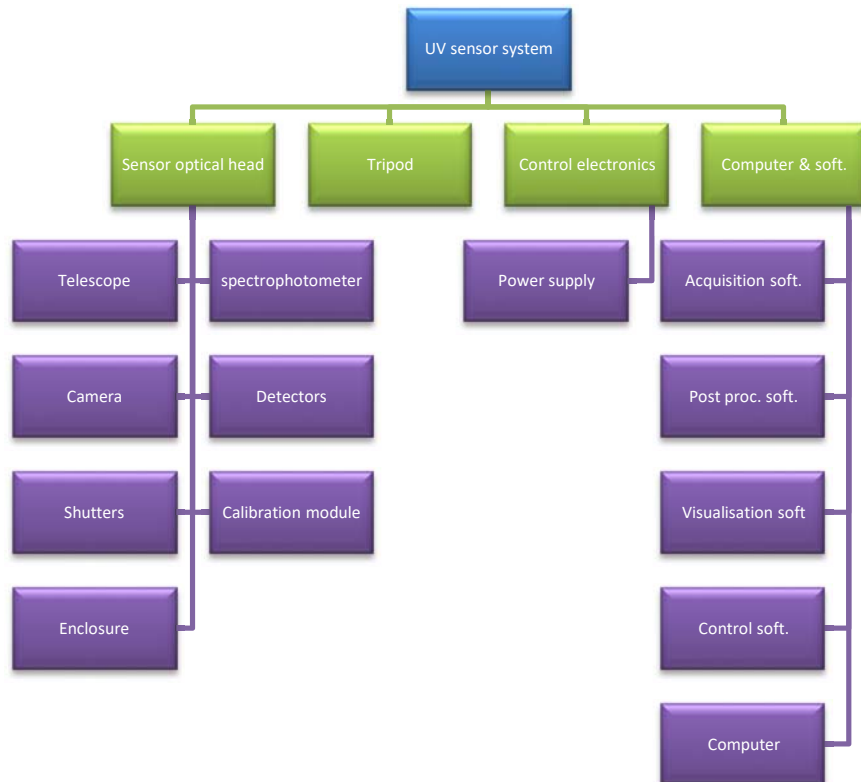 UV sensor system
Sensor optical head
Tripod
Control electronics
Computer & soft.
Telescope
spectrophotometer
Power supply
Acquisition soft.
Camera
Detectors
Post proc. soft.
Shutters
Calibration module
Visualisation soft
Enclosure
Control soft.
Computer